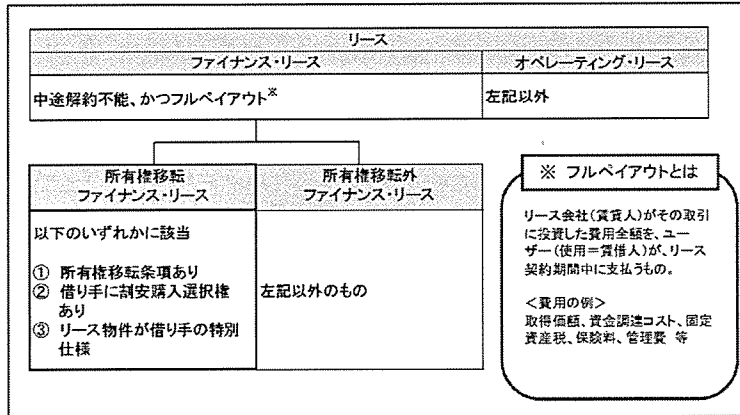 リース
ファイナンス・リース
オペレーティング・リース
中途解約不能、かつフルペイアウト※
左記以外
所有権移転
ファイナンス・リース
所有権移転外
ファイナンス・リース
以下のいずれかに該当
① 所有権移転条項あり
② 借り手に割安購入選択権
あり
③ リース物件が借り手の特別
仕様
左記以外のもの
※ フルペイアウトとは
リース会社(賃貸人)がその取引
に投資した費用全額を、ユー
ザー(使用=賃借人)が、リース
契約期間中に支払うもの。
<費用の例>
取得価額、資金調達コスト、固定
資産税、保険料、管理費 等